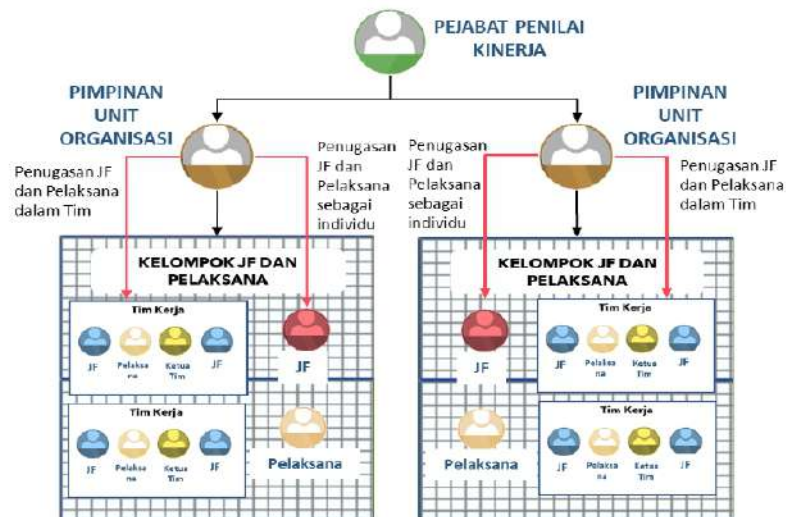 PEJABAT PENILAI
KINERJA
PIMPINAN
UNIT
ORGANISASI
Penugasan JF
dan Pelaksana
dalam Tim
Penugasan
JF dan
Pelaksana
sebagai
individu
KELOMPOK JF DAN
PELAKSANA
Tim Kerja
JF
Pelaksa
na
Ketua
Tim
JF
JF
Tim Kerja
JF
Pelaksa
na
Ketua
Tim
JF
Pelaksana
PIMPINAN
UNIT
ORGANISASI
Penugasan
JF dan
Pelaksana
sebagai
individu
Penugasan JF
dan Pelaksana
dalam Tim
KELOMPOK JF DAN
PELAKSANA
JF
Tim Kerja
JF
Pelaksa
na
Ketua
Tim
JF
Pelaksana
Tim Kerja
JF
Pelaksa
na
Ketua
Tim
JF